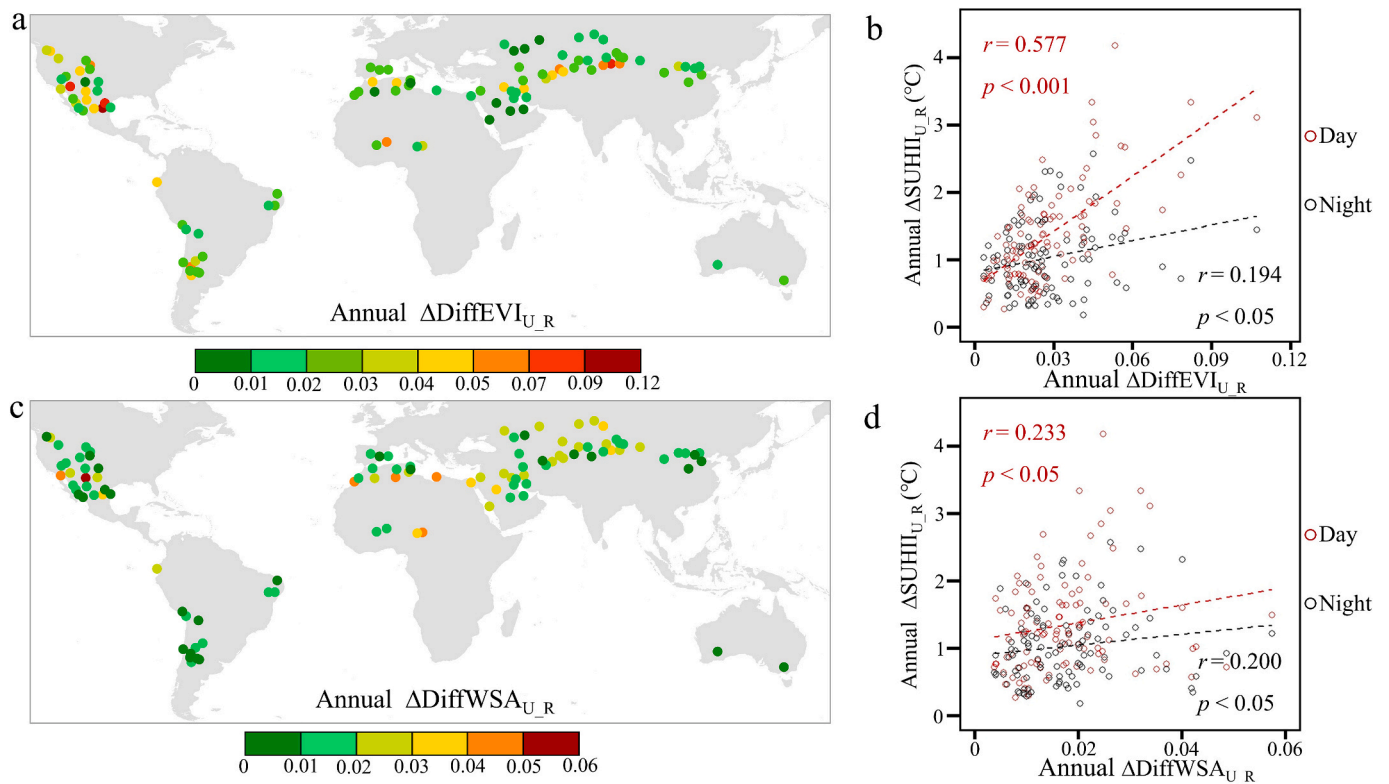 a
Annual ΔDiffEVI_U_R
0 0.01 0.02 0.03 0.04 0.05 0.07 0.09 0.12
b
r = 0.577
p < 0.001
r = 0.194
p < 0.05
Annual ΔSUHII_U_R (°C)
4
3
2
1
0
0 0.03 0.06 0.09 0.12
Annual ΔDiffEVI_U_R
Day
Night
c
Annual ΔDiffWSA_U_R
0 0.01 0.02 0.03 0.04 0.05 0.06
d
r = 0.233
p < 0.05
r = 0.200
p < 0.05
Annual ΔSUHII_U_R (°C)
4
3
2
1
0
0 0.02 0.04 0.06
Annual ΔDiffWSA_U_R
Day
Night